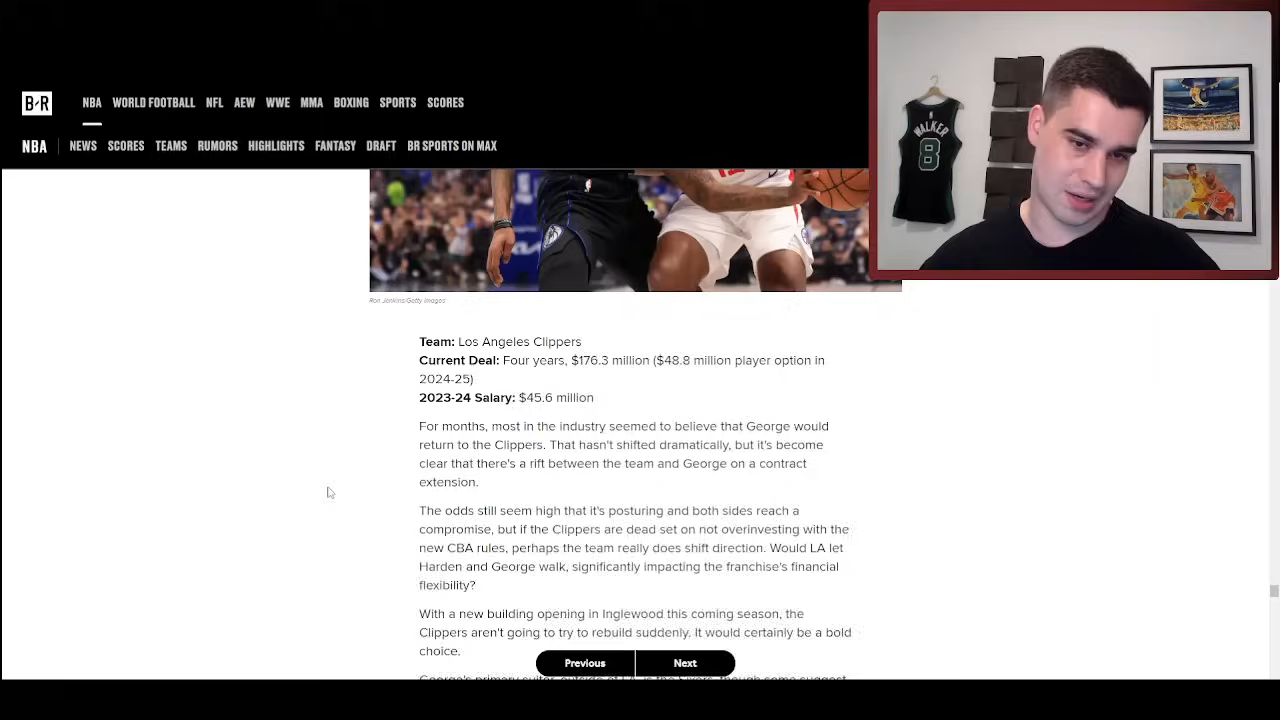 B/R
NBA WORLD FOOTBALL NFL AEW WWE MMA BOXING SPORTS SCORES
NBA NEWS SCORES TEAMS RUMORS HIGHLIGHTS FANTASY DRAFT BR SPORTS ON MAX
WALKER
8
Ron Jenkins/Getty Images
Team: Los Angeles Clippers
Current Deal: Four years, $176.3 million ($48.8 million player option in
2024-25)
2023-24 Salary: $45.6 million
For months, most in the industry seemed to believe that George would
return to the Clippers. That hasn't shifted dramatically, but it's become
clear that there's a rift between the team and George on a contract
extension.
The odds still seem high that it's posturing and both sides reach a
compromise, but if the Clippers are dead set on not overinvesting with the
new CBA rules, perhaps the team really does shift direction. Would LA let
Harden and George walk, significantly impacting the franchise's financial
flexibility?
With a new building opening in Inglewood this coming season, the
Clippers aren't going to try to rebuild suddenly. It would certainly be a bold
choice.
Previous Next